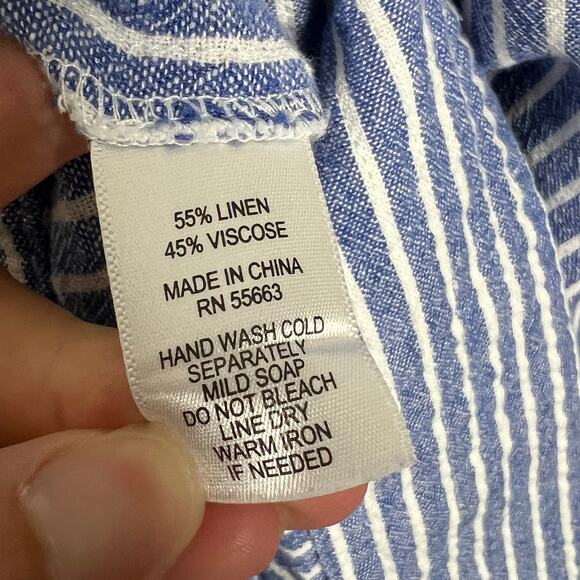 55% LINEN
45% VISCOSE
MADE IN CHINA
RN 55663
HAND WASH COLD
SEPARATELY
MILD SOAP
DO NOT BLEACH
LINE DRY
WARM IRON
IF NEEDED